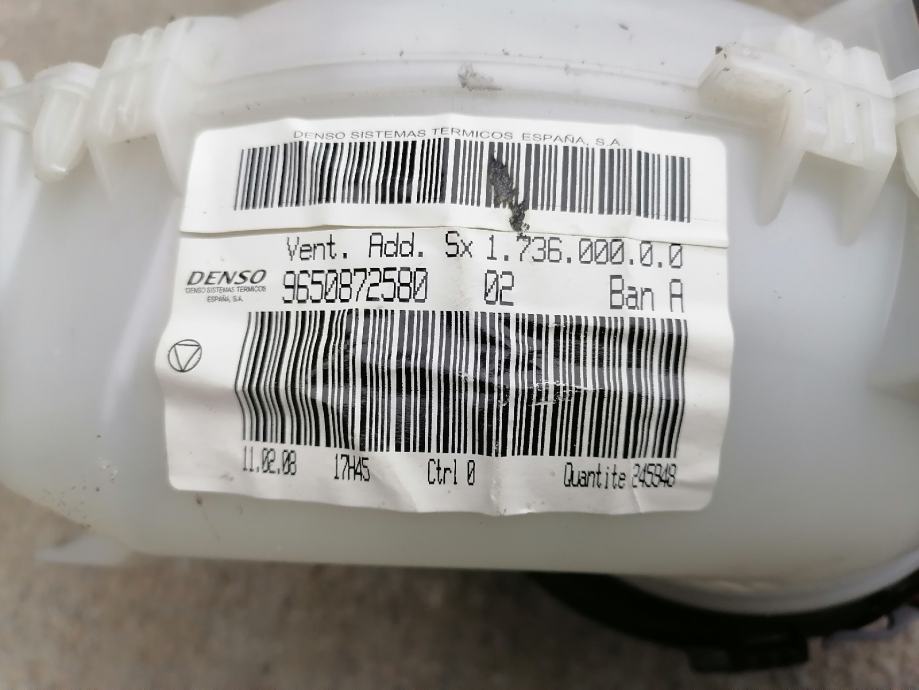 DENSO SISTEMAS TERMICOS ESPAÑA, S.A.
Vent. Add. Sx 1.736.000.0.0
DENSO
DENSO SISTEMAS TERMICOS
ESPAÑA, S.A.
9650872580 02 Ban A
11.02.08 17H45 Ctrl 0 Quantite 245848